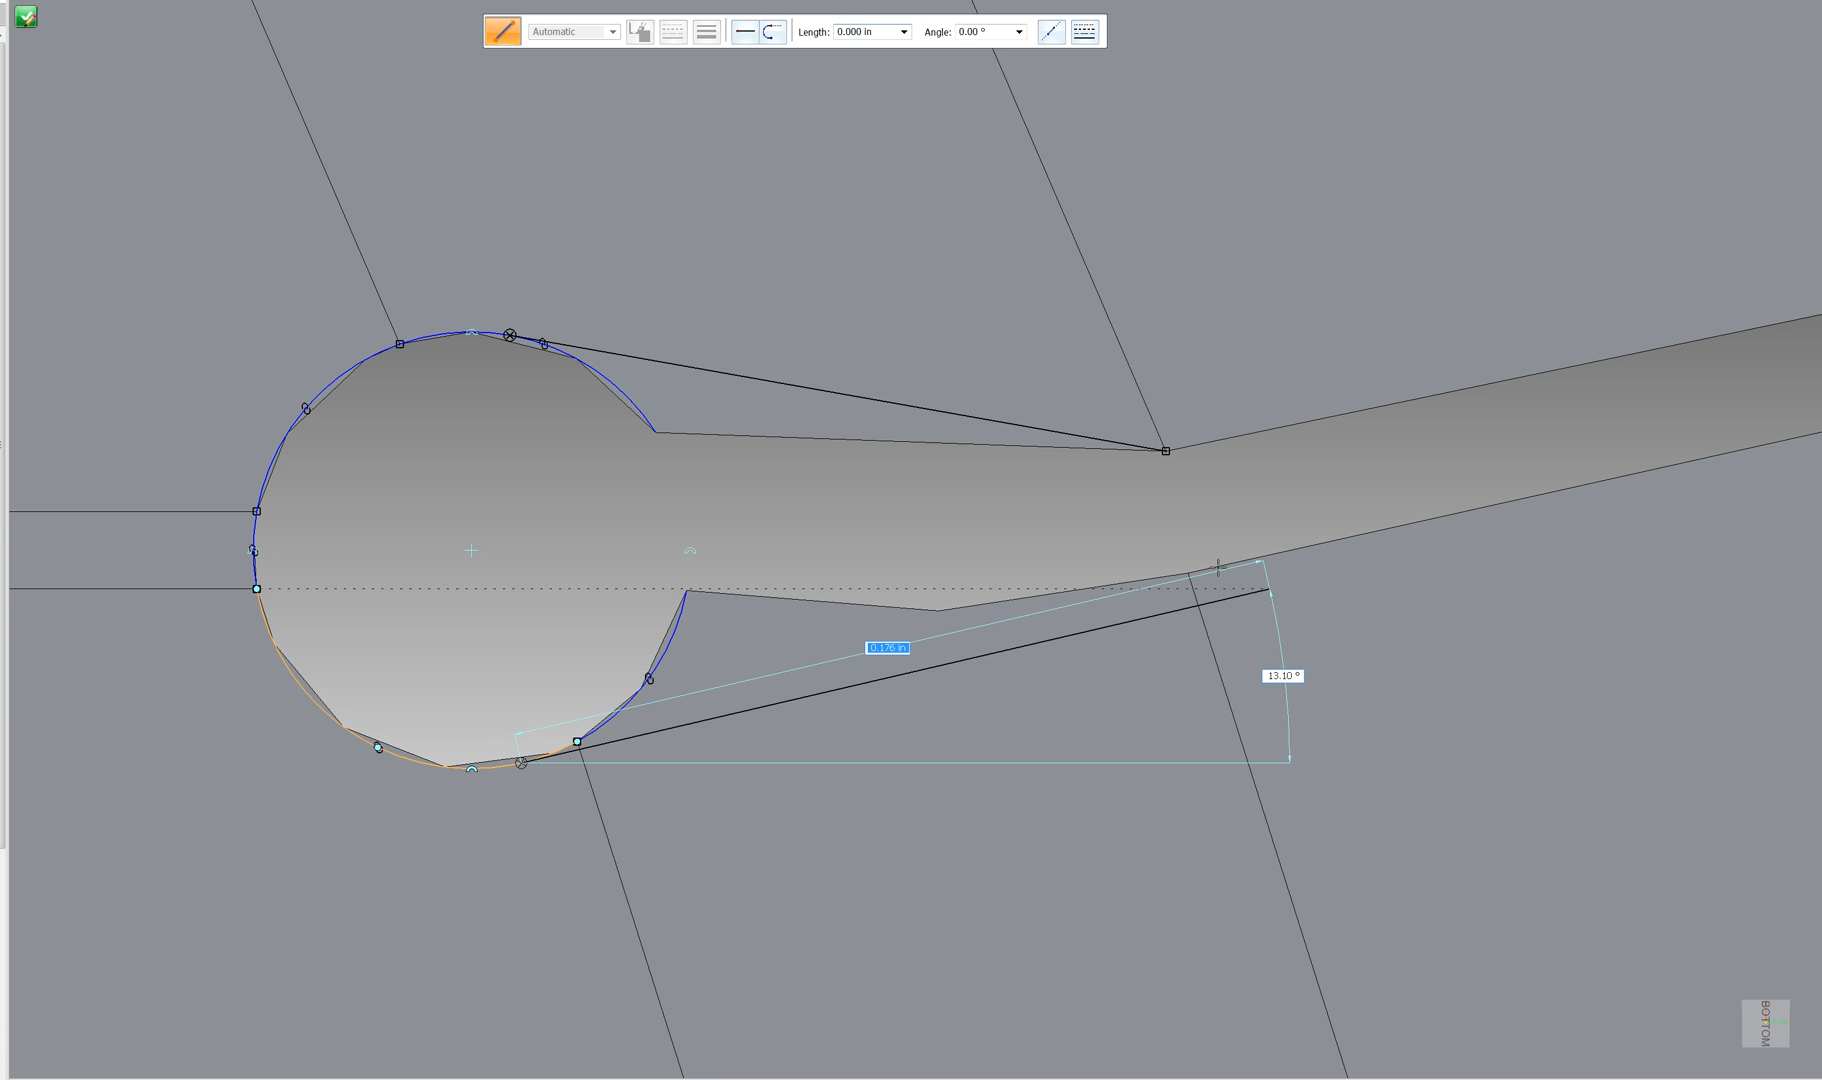 Automatic
Length: 0.000 in
Angle: 0.00 °
0.176 in
13.10 °
BOTTOM